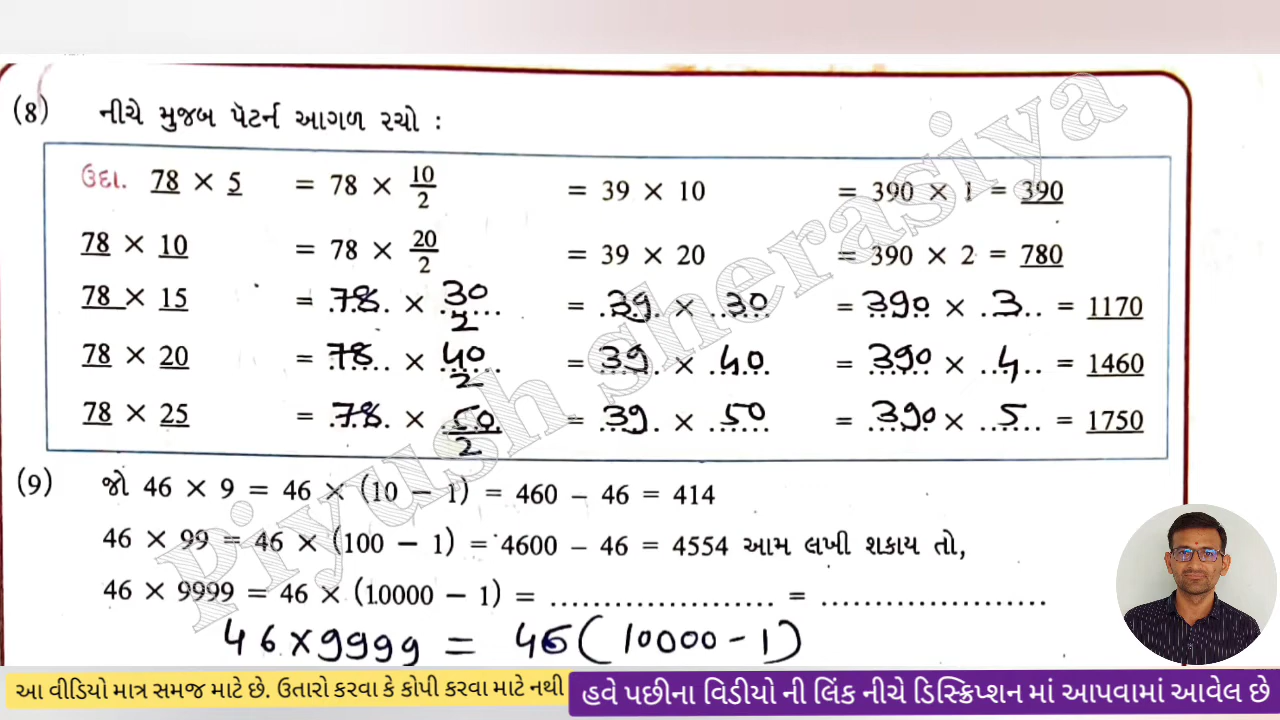 (8) નીચે મુજબ પૅટર્ન આગળ રચો :
ઉદા. 78 × 5 = 78 × 10/2 = 39 × 10 = 390 × 1 = 390
78 × 10 = 78 × 20/2 = 39 × 20 = 390 × 2 = 780
78 × 15 = 78 × 30/2 = 39 × 30 = 390 × 3 = 1170
78 × 20 = 78 × 40/2 = 39 × 40 = 390 × 4 = 1460
78 × 25 = 78 × 50/2 = 39 × 50 = 390 × 5 = 1750
(9) જો 46 × 9 = 46 × (10 − 1) = 460 − 46 = 414
46 × 99 = 46 × (100 − 1) = 4600 − 46 = 4554 આમ લખી શકાય તો,
46 × 9999 = 46 × (10000 − 1) = ..................... = .....................
46×9999 = 46(10000-1)
Piyush sherasiya
આ વીડિયો માત્ર સમજ માટે છે. ઉતારો કરવા કે કોપી કરવા માટે નથી
હવે પછીના વિડીયો ની લિંક નીચે ડિસ્ક્રિપ્શન માં આપવામાં આવેલ છે